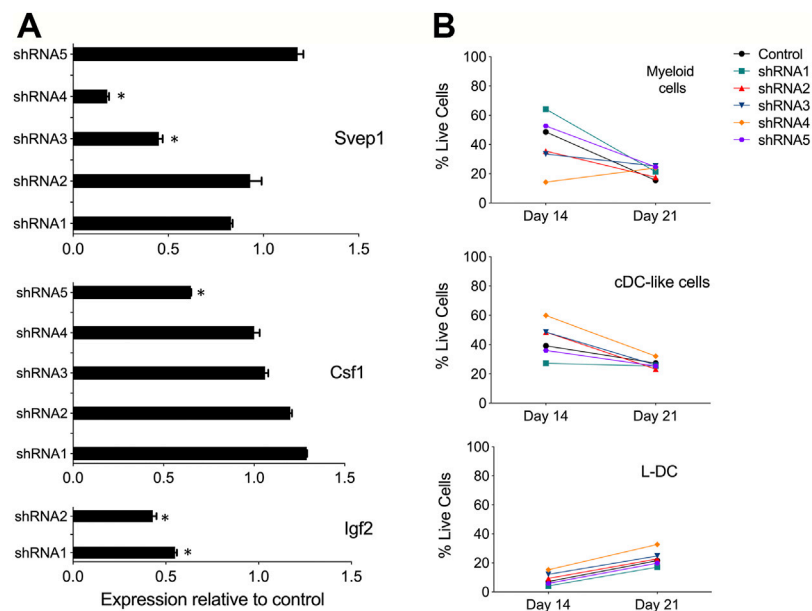 A
shRNA5
shRNA4 *
shRNA3 *
Svep1
shRNA2
shRNA1
0.0 0.5 1.0 1.5
shRNA5 *
shRNA4
shRNA3
Csf1
shRNA2
shRNA1
0.0 0.5 1.0 1.5
shRNA2 *
Igf2
shRNA1 *
0.0 0.5 1.0 1.5
Expression relative to control
B
100
80
60
40
20
0
% Live Cells
Myeloid
cells
Day 14 Day 21
Control
shRNA1
shRNA2
shRNA3
shRNA4
shRNA5
100
80
60
40
20
0
% Live Cells
cDC-like cells
Day 14 Day 21
100
80
60
40
20
0
% Live Cells
L-DC
Day 14 Day 21